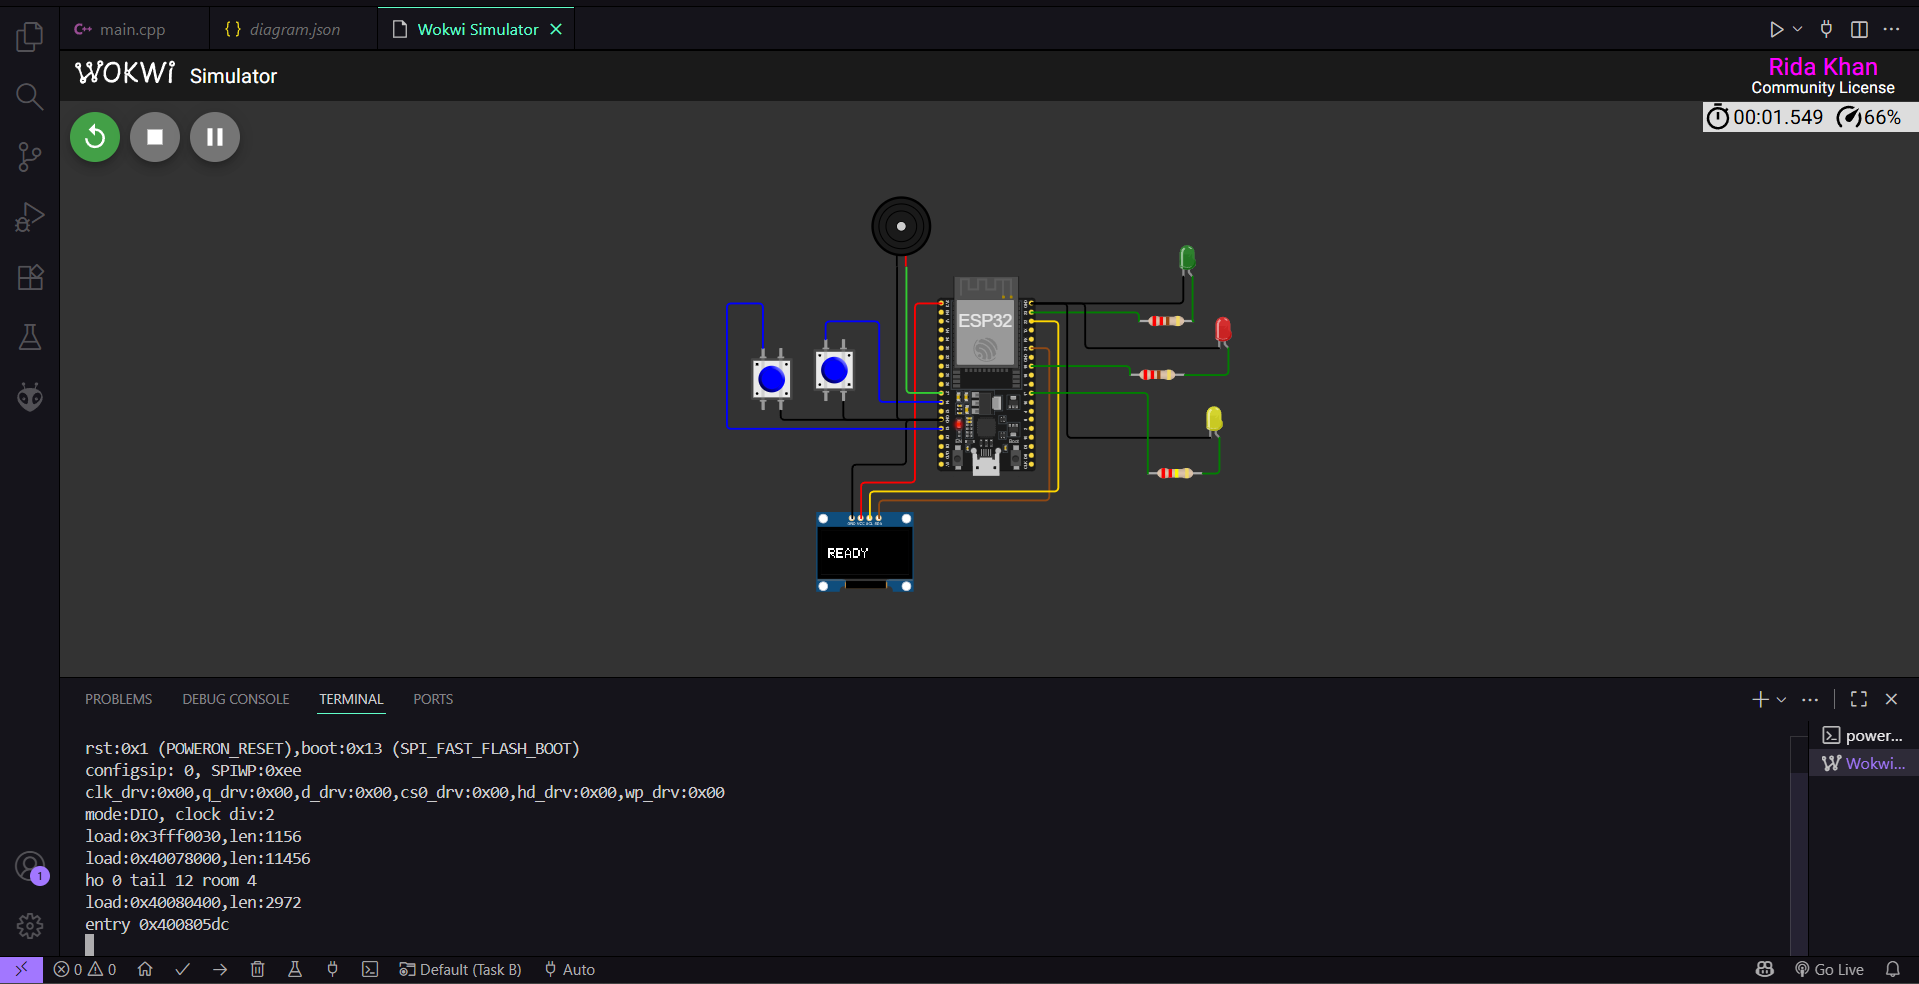 main.cpp
diagram.json
Wokwi Simulator
WOKWi Simulator
Rida Khan
Community License
00:01.549 66%
ESP32
READY
PROBLEMS DEBUG CONSOLE TERMINAL PORTS
rst:0x1 (POWERON_RESET),boot:0x13 (SPI_FAST_FLASH_BOOT)
configsip: 0, SPIWP:0xee
clk_drv:0x00,q_drv:0x00,d_drv:0x00,cs0_drv:0x00,hd_drv:0x00,wp_drv:0x00
mode:DIO, clock div:2
load:0x3fff0030,len:1156
load:0x40078000,len:11456
ho 0 tail 12 room 4
load:0x40080400,len:2972
entry 0x400805dc
power...
Wokwi...
1
0 0 Default (Task B) Auto Go Live